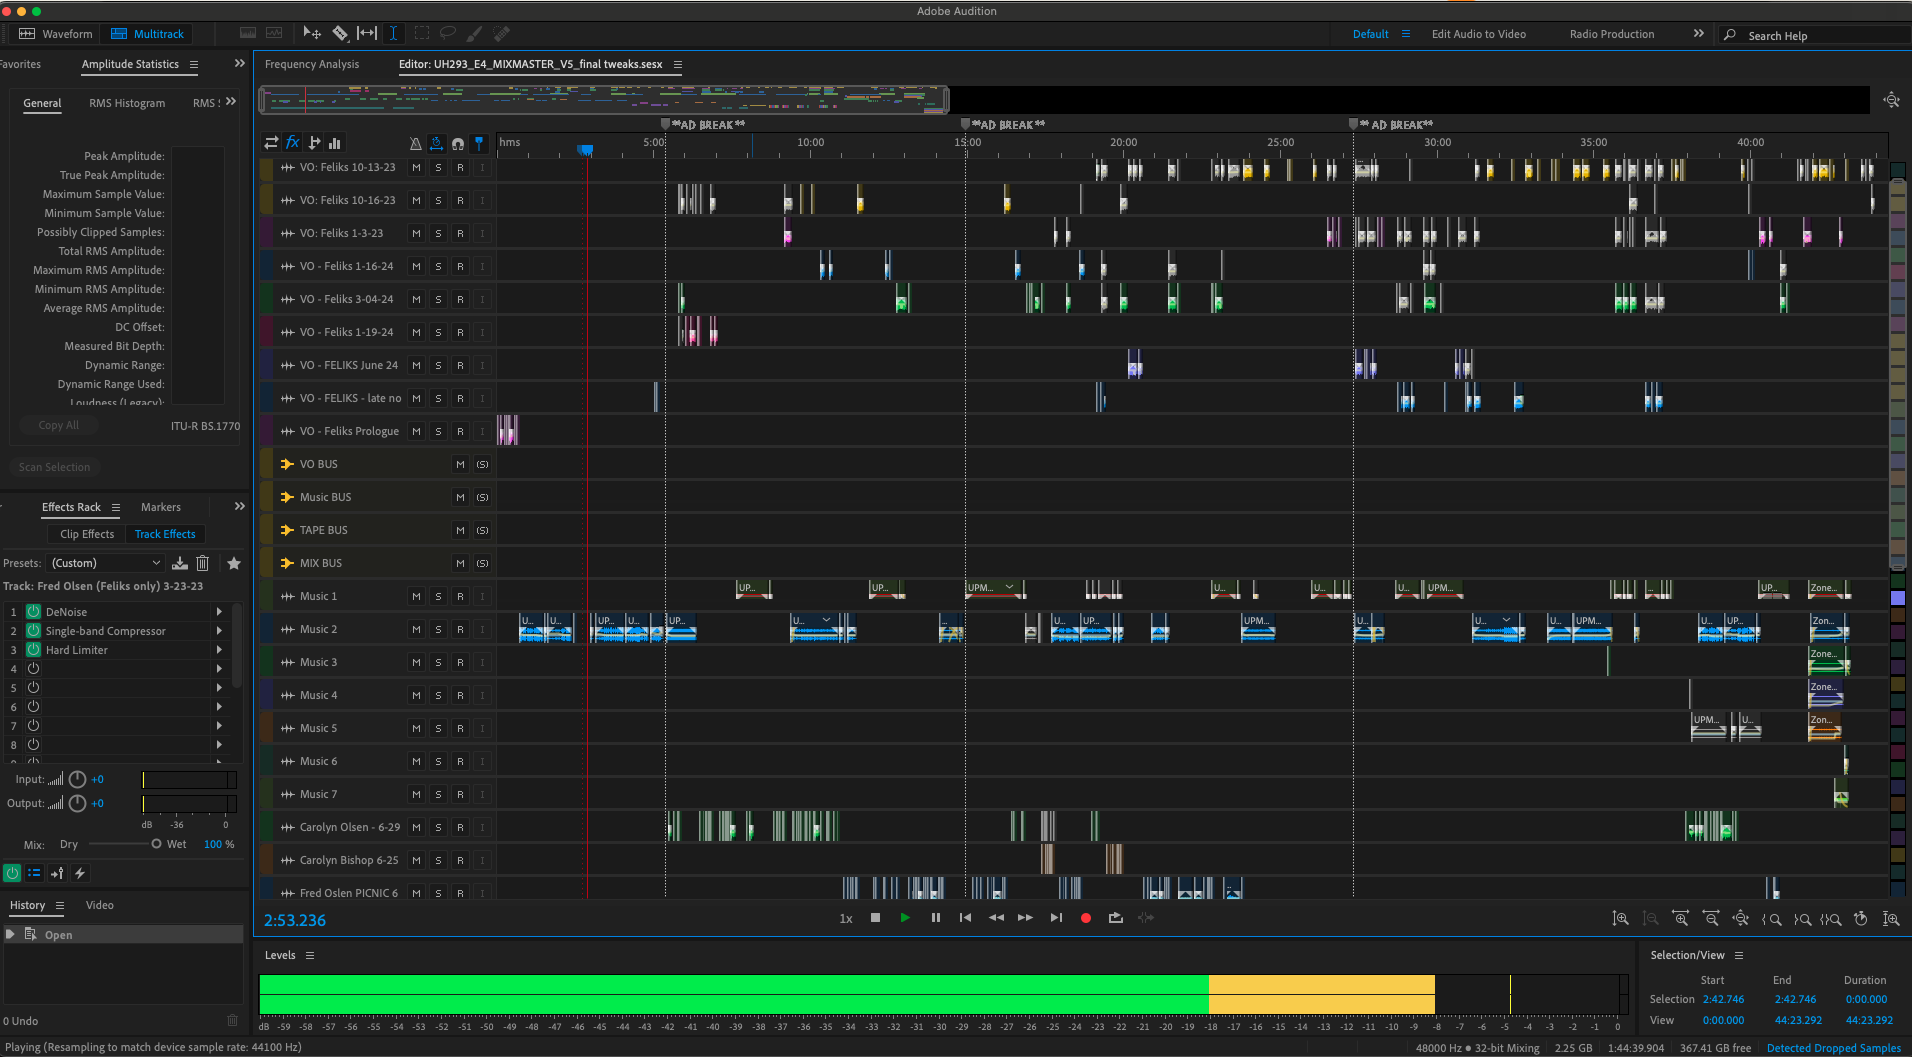 Adobe Audition
Waveform
Multitrack
Default
Edit Audio to Video
Radio Production
Search Help
avorites
Amplitude Statistics
Frequency Analysis
Editor: UH293_E4_MIXMASTER_V5_final tweaks.sesx
General
RMS Histogram
RMS
**AD BREAK**
**AD BREAK**
** AD BREAK**
fx
hms
5:00
10:00
15:00
20:00
25:00
30:00
35:00
40:00
Peak Amplitude:
True Peak Amplitude:
Maximum Sample Value:
Minimum Sample Value:
Possibly Clipped Samples:
Total RMS Amplitude:
Maximum RMS Amplitude:
Minimum RMS Amplitude:
Average RMS Amplitude:
DC Offset:
Measured Bit Depth:
Dynamic Range:
Dynamic Range Used:
Loudness (Legacy):
Copy All
ITU-R BS.1770
Scan Selection
VO: Feliks 10-13-23 M S R I
VO: Feliks 10-16-23 M S R I
VO: Feliks 1-3-23 M S R I
VO - Feliks 1-16-24 M S R I
VO - Feliks 3-04-24 M S R I
VO - Feliks 1-19-24 M S R I
VO - FELIKS June 24 M S R I
VO - FELIKS - late no M S R I
VO - Feliks Prologue M S R I
VO BUS M (S)
Music BUS M (S)
TAPE BUS M (S)
MIX BUS M (S)
Music 1 M S R I UP... UP... UPM... U... U... U... UPM... ... UP... Zone...
Music 2 M S R I U... U... UP... U... UP... U... ... U... UP... UPM... U... U... U... UPM... U... UP... Zon...
Music 3 M S R I Zone...
Music 4 M S R I Zone...
Music 5 M S R I UPM... U... Zon...
Music 6 M S R I
Music 7 M S R I
Carolyn Olsen - 6-29 M S R I
Carolyn Bishop 6-25 M S R I
Fred Oslen PICNIC 6 M S R I
Effects Rack
Markers
Clip Effects
Track Effects
Presets: (Custom)
Track: Fred Olsen (Feliks only) 3-23-23
1 DeNoise
2 Single-band Compressor
3 Hard Limiter
4
5
6
7
8
Input: +0
Output: +0
dB -36 0
Mix: Dry Wet 100 %
History
Video
Open
0 Undo
2:53.236
1x
Levels
dB -59 -58 -57 -56 -55 -54 -53 -52 -51 -50 -49 -48 -47 -46 -45 -44 -43 -42 -41 -40 -39 -38 -37 -36 -35 -34 -33 -32 -31 -30 -29 -28 -27 -26 -25 -24 -23 -22 -21 -20 -19 -18 -17 -16 -15 -14 -13 -12 -11 -10 -9 -8 -7 -6 -5 -4 -3 -2 -1 0
Selection/View
Start End Duration
Selection 2:42.746 2:42.746 0:00.000
View 0:00.000 44:23.292 44:23.292
Playing (Resampling to match device sample rate: 44100 Hz)
48000 Hz ● 32-bit Mixing
2.25 GB
1:44:39.904
367.41 GB free
Detected Dropped Samples